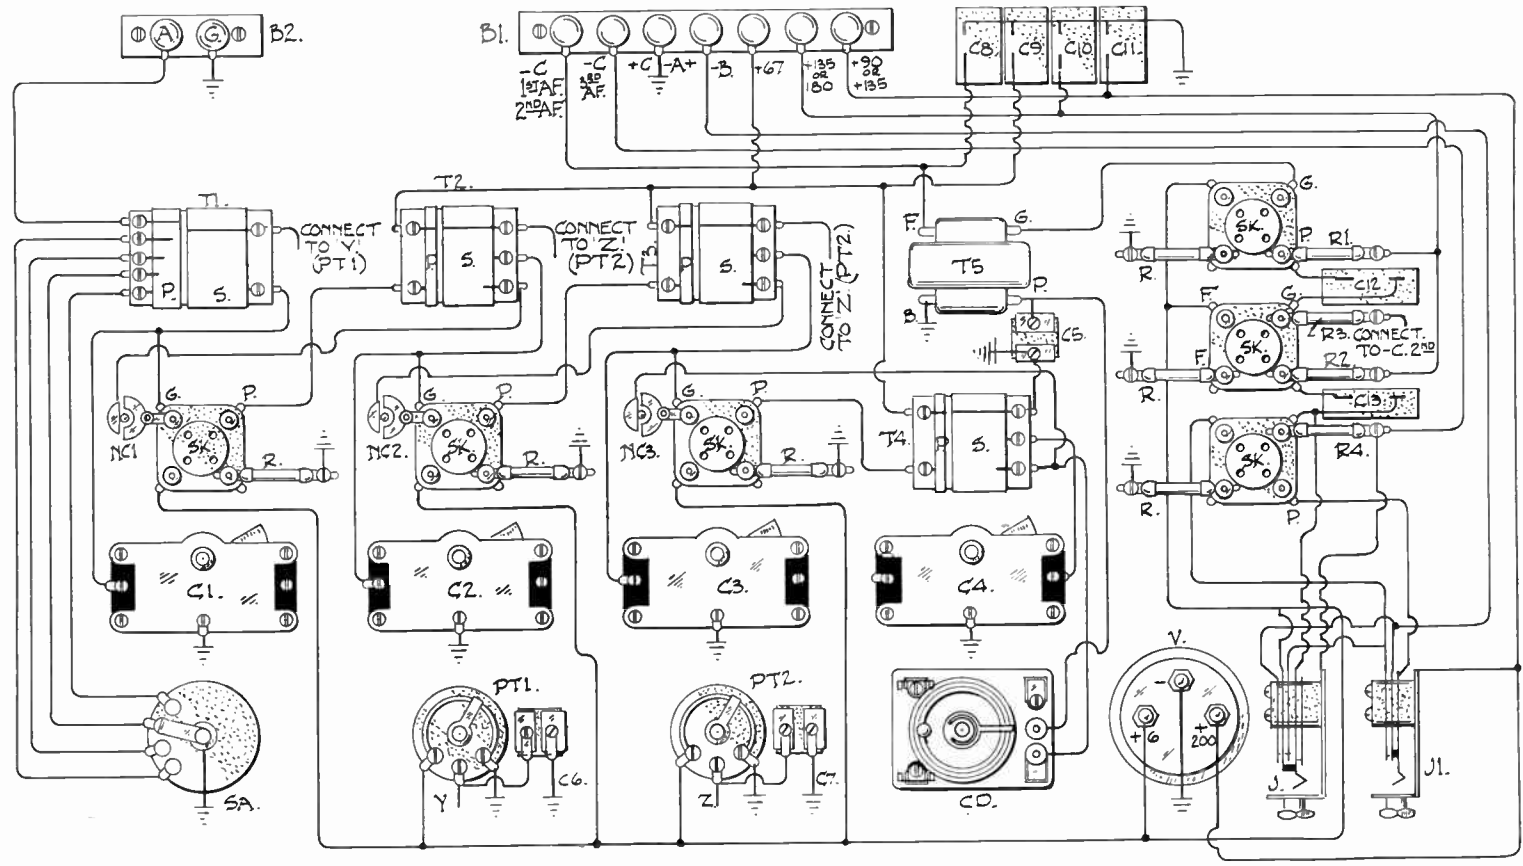 A. G. B2.
B1.
-C
1ST AF.
2ND AF.
-C
3RD
AF.
+C
-A+
-B.
+67
+135
OR
180
+90
OR
+135
C8 C9 C10 C11
T1.
P. S.
CONNECT
TO 'Y'
(PT1)
T2.
P. S.
CONNECT
TO 'Z'
(PT2)
T3
P S.
CONNECT
TO 'Z' (PT2)
F. G.
T5
B. P.
C5.
G.
SK. P. R1.
R.
C12
F. G.
SK. R3. CONNECT
TO-C. 2ND
F R2.
R.
C13
SK. R4.
R. P.
G. P.
NC1 SK. R.
G. P.
NC2. SK. R.
G. P.
NC3. SK. R.
T4. P. S.
C1.
C2.
C3.
C4.
SA.
PT1.
Y C6.
PT2.
Z. C7.
CD.
V.
-
+6 +
200
J. J1.